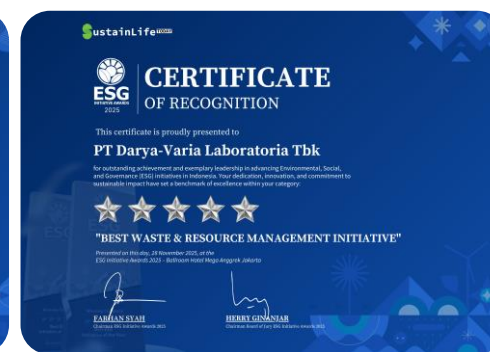 SustainLife TODAY
ESG
INITIATIVE AWARDS
2025
CERTIFICATE
OF RECOGNITION
This certificate is proudly presented to
PT Darya-Varia Laboratoria Tbk
for outstanding achievement and exemplary leadership in advancing Environmental, Social,
and Governance (ESG) initiatives in Indonesia. Your dedication, innovation, and commitment to
sustainable impact have set a benchmark of excellence within your category:
"BEST WASTE & RESOURCE MANAGEMENT INITIATIVE"
Presented on this day, 28 November 2025, at the
ESG Initiative Awards 2025 - Ballroom Hotel Mega Anggrek Jakarta
FARHAN SYAH
Chairman ESG Initiative Awards 2025
HERRY GINANJAR
Chairman Board of Jury ESG Initiative Awards 2025